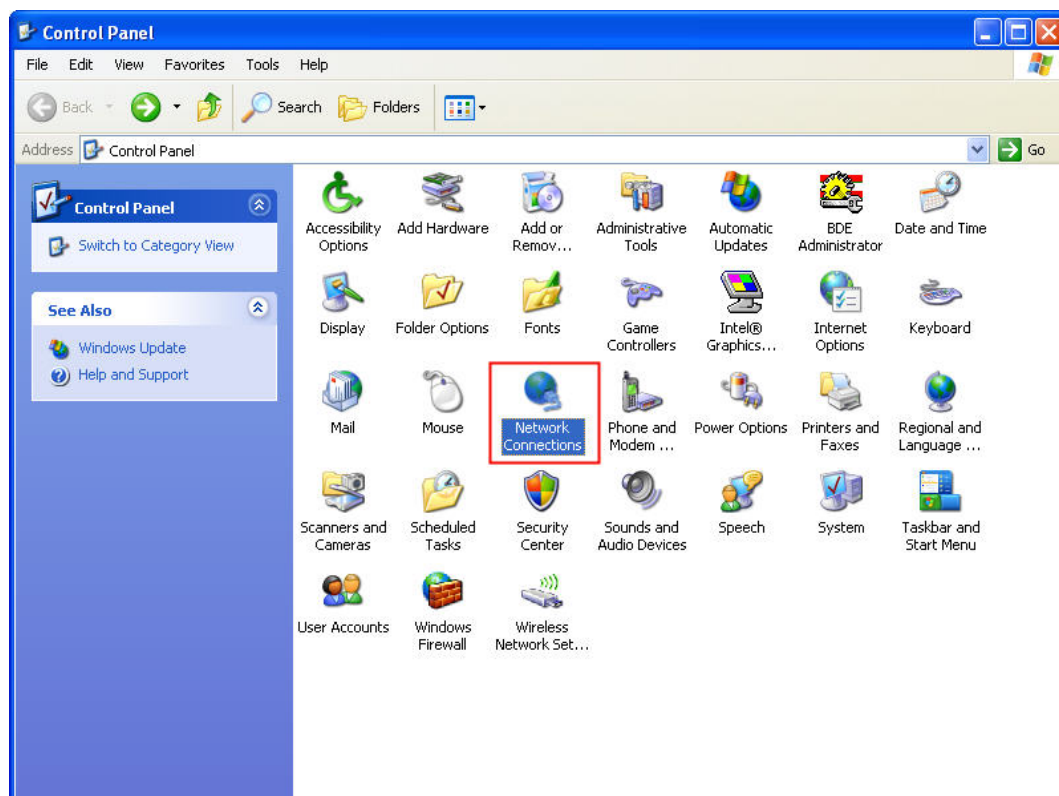 Control Panel
File Edit View Favorites Tools Help
Back Search Folders
Address Control Panel Go
Control Panel
Switch to Category View
See Also
Windows Update
Help and Support
Accessibility Add Hardware Add or Administrative Automatic BDE Date and Time
Options Remov... Tools Updates Administrator
Display Folder Options Fonts Game Intel® Internet Keyboard
Controllers Graphics... Options
Mail Mouse Network Phone and Power Options Printers and Regional and
Connections Modem ... Faxes Language ...
Scanners and Scheduled Security Sounds and Speech System Taskbar and
Cameras Tasks Center Audio Devices Start Menu
User Accounts Windows Wireless
Firewall Network Set...